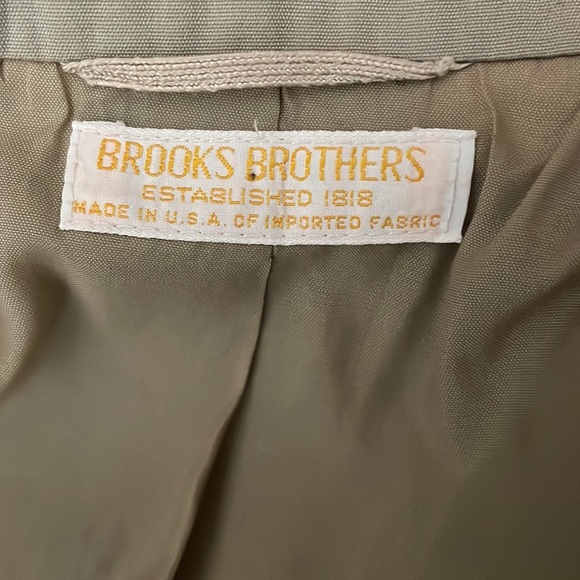 BROOKS BROTHERS
ESTABLISHED 1818
MADE IN U.S.A. OF IMPORTED FABRIC